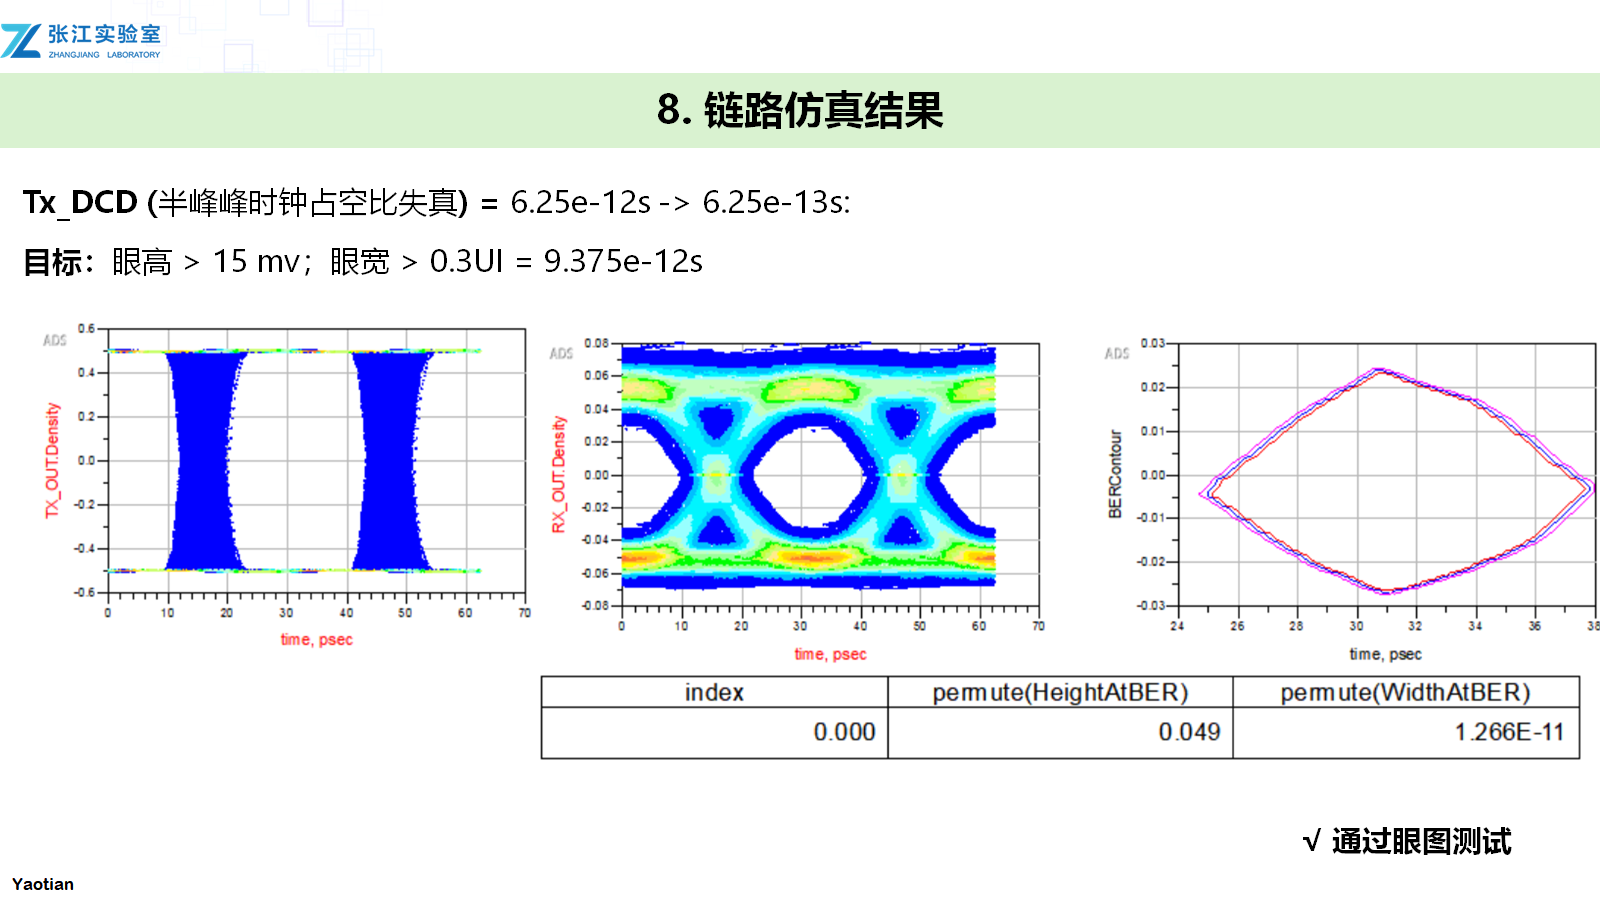 张江实验室
ZHANGJIANG LABORATORY
8. 链路仿真结果
Tx_DCD (半峰峰时钟占空比失真) = 6.25e-12s -> 6.25e-13s:
目标：眼高 > 15 mv；眼宽 > 0.3UI = 9.375e-12s
ADS
TX_OUT.Density
0.6
0.4
0.2
0.0
-0.2
-0.4
-0.6
0 10 20 30 40 50 60 70
time, psec
ADS
RX_OUT.Density
0.08
0.06
0.04
0.02
0.00
-0.02
-0.04
-0.06
-0.08
0 10 20 30 40 50 60 70
time, psec
ADS
BERContour
0.03
0.02
0.01
0.00
-0.01
-0.02
-0.03
24 26 28 30 32 34 36 38
time, psec
index permute(HeightAtBER) permute(WidthAtBER)
0.000 0.049 1.266E-11
√ 通过眼图测试
Yaotian